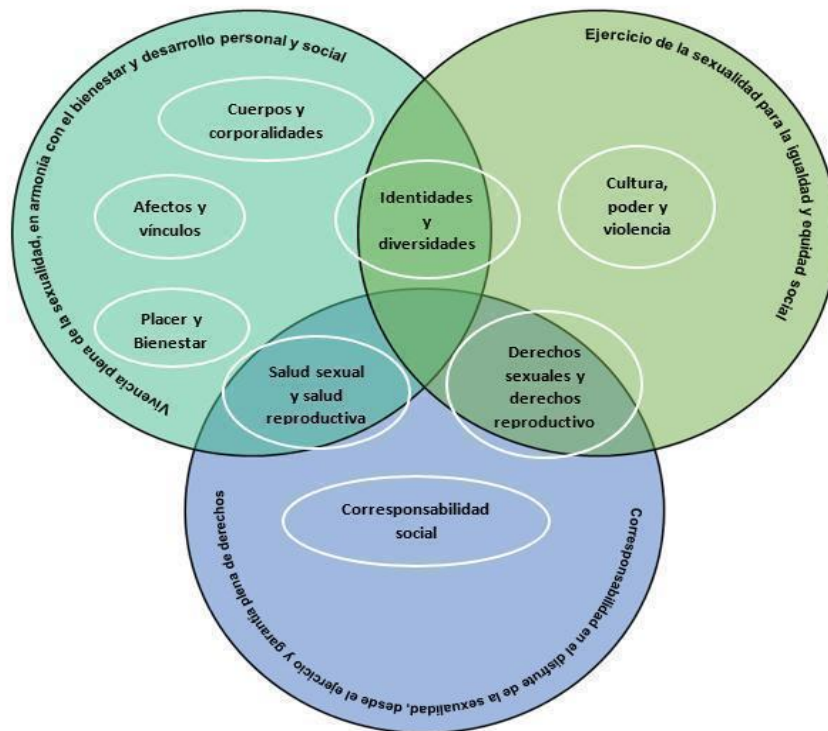 Vivencia plena de la sexualidad, en armonía con el bienestar y desarrollo personal y social
Ejercicio de la sexualidad para la igualdad y equidad social
Cuerpos y
corporalidades
Afectos y
vínculos
Identidades
y
diversidades
Cultura,
poder y
violencia
Placer y
Bienestar
Salud sexual
y salud
reproductiva
Derechos
sexuales y
derechos
reproductivo
Corresponsabilidad
social
Corresponsabilidad en el disfrute de la sexualidad, desde el ejercicio y garantía plena de derechos